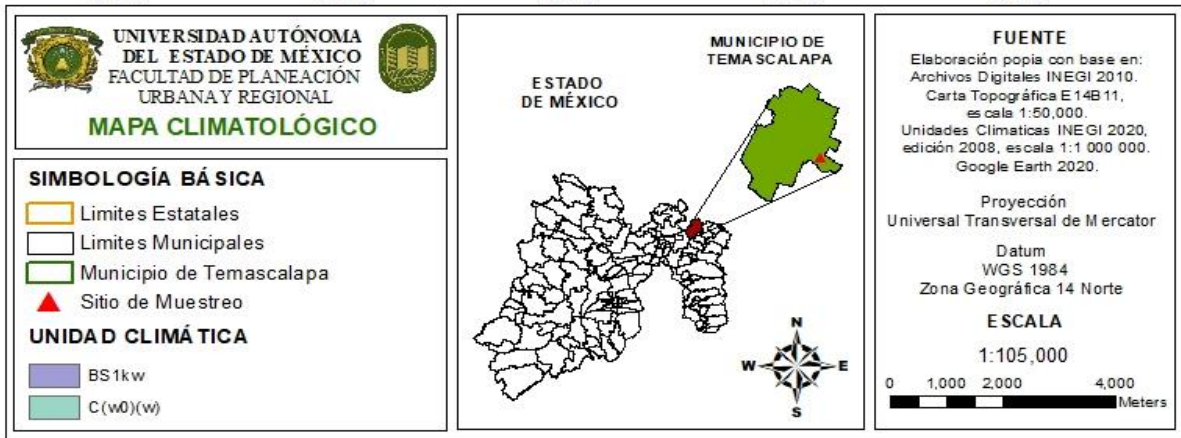 UNIVERSIDAD AUTÓNOMA
DEL ESTADO DE MÉXICO
FACULTAD DE PLANEACIÓN
URBANA Y REGIONAL
MAPA CLIMATOLÓGICO
SIMBOLOGÍA BÁSICA
Limites Estatales
Limites Municipales
Municipio de Temascalapa
Sitio de Muestreo
UNIDAD CLIMÁTICA
BS1kw
C(w0)(w)
ESTADO
DE MÉXICO
MUNICIPIO DE
TEMASCALAPA
N
W
E
S
FUENTE
Elaboración popia con base en:
Archivos Digitales INEGI 2010.
Carta Topográfica E14B11,
escala 1:50,000.
Unidades Climaticas INEGI 2020,
edición 2008, escala 1:1 000 000.
Google Earth 2020.
Proyección
Universal Transversal de Mercator
Datum
WGS 1984
Zona Geográfica 14 Norte
ESCALA
1:105,000
0 1,000 2,000 4,000
Meters